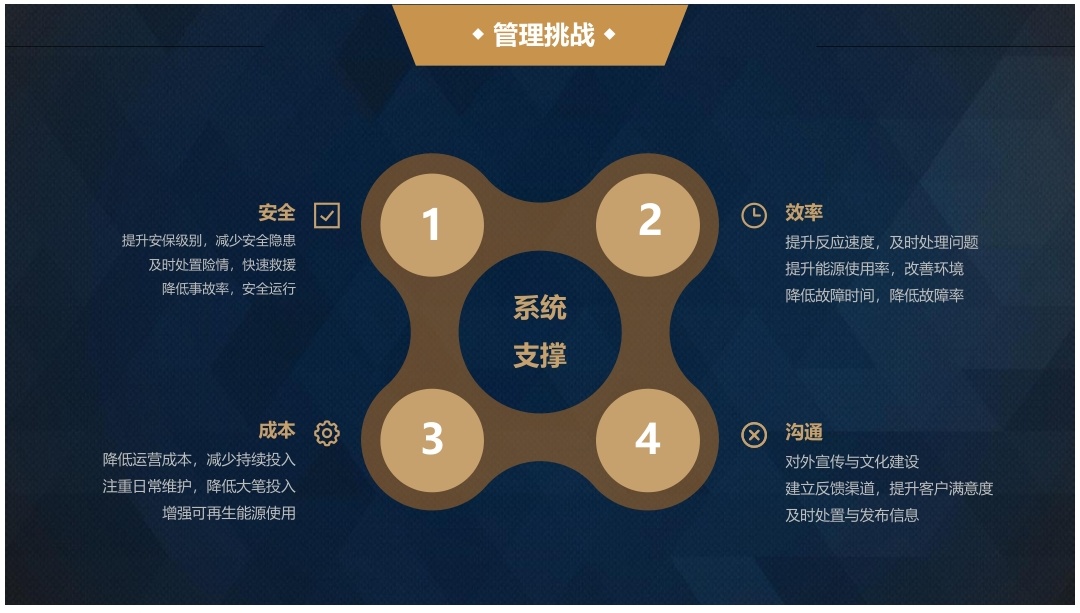 管理挑战
1
安全
提升安保级别，减少安全隐患
及时处置险情，快速救援
降低事故率，安全运行
2
效率
提升反应速度，及时处理问题
提升能源使用率，改善环境
降低故障时间，降低故障率
系统
支撑
3
成本
降低运营成本，减少持续投入
注重日常维护，降低大笔投入
增强可再生能源使用
4
沟通
对外宣传与文化建设
建立反馈渠道，提升客户满意度
及时处置与发布信息